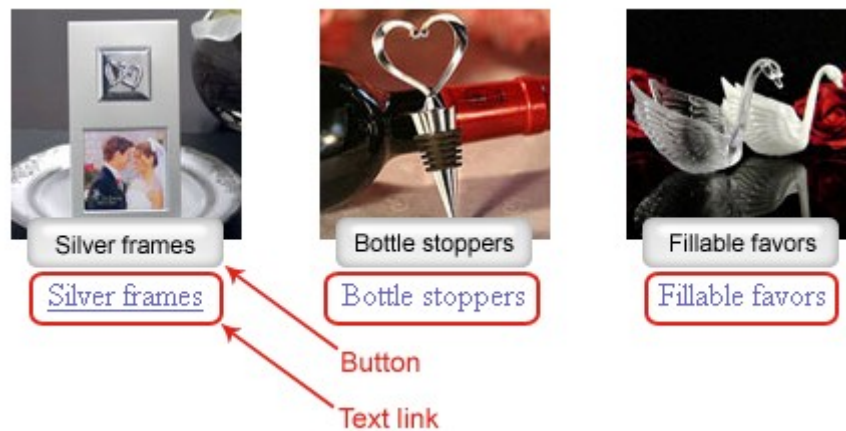 Silver frames
Bottle stoppers
Fillable favors
Silver frames
Bottle stoppers
Fillable favors
Button
Text link